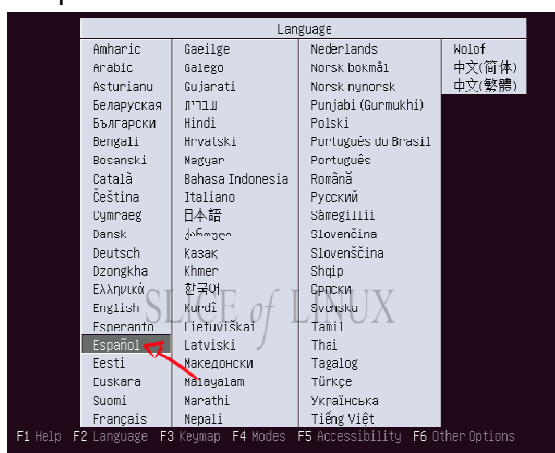 Language
Amharic
Arabic
Asturianu
Беларуская
Български
Bengali
Bosanski
Català
Čeština
Cymraeg
Dansk
Deutsch
Dzongkha
Ελληνικά
English
Esperanto
Español
Eesti
Euskara
Suomi
Français
Gaeilge
Galego
Gujarati
עברית
Hindi
Hrvatski
Magyar
Bahasa Indonesia
Italiano
日本語
ქართული
Қазақ
Khmer
한국어
Kurdî
Lietuviškai
Latviski
Македонски
Malayalam
Marathi
Nepali
Nederlands
Norsk bokmål
Norsk nynorsk
Punjabi (Gurmukhi)
Polski
Português do Brasil
Português
Română
Русский
Sámegillii
Slovenčina
Slovenščina
Shqip
Српски
Svenska
Tamil
Thai
Tagalog
Türkçe
Українська
Tiếng Việt
Wolof
中文(简体)
中文(繁體)
SLICE of LINUX
F1 Help F2 Language F3 Keymap F4 Modes F5 Accessibility F6 Other Options